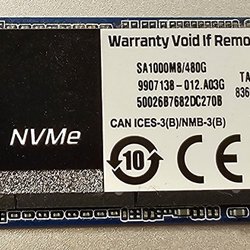 Warranty Void If Remo
SA1000M8/480G
9907138-012.A03G TA
50026B7682DC270B 836
CAN ICES-3(B)/NMB-3(B)
NVMe
10